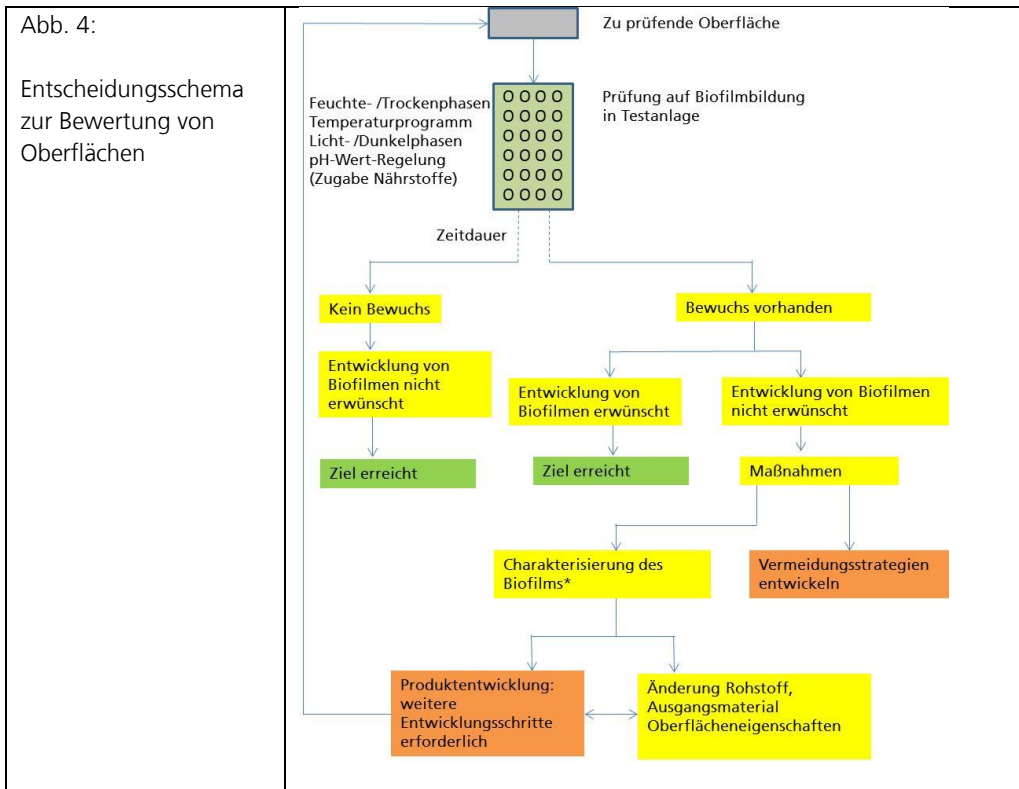 Abb. 4:
Entscheidungsschema
zur Bewertung von
Oberflächen
Zu prüfende Oberfläche
Feuchte- /Trockenphasen
Temperaturprogramm
Licht- /Dunkelphasen
pH-Wert-Regelung
(Zugabe Nährstoffe)
O O O O
O O O O
O O O O
O O O O
O O O O
O O O O
Prüfung auf Biofilmbildung
in Testanlage
Zeitdauer
Kein Bewuchs
Bewuchs vorhanden
Entwicklung von
Biofilmen nicht
erwünscht
Entwicklung von
Biofilmen erwünscht
Entwicklung von Biofilmen
nicht erwünscht
Ziel erreicht
Ziel erreicht
Maßnahmen
Charakterisierung des
Biofilms*
Vermeidungsstrategien
entwickeln
Produktentwicklung:
weitere
Entwicklungsschritte
erforderlich
Änderung Rohstoff,
Ausgangsmaterial
Oberflächeneigenschaften